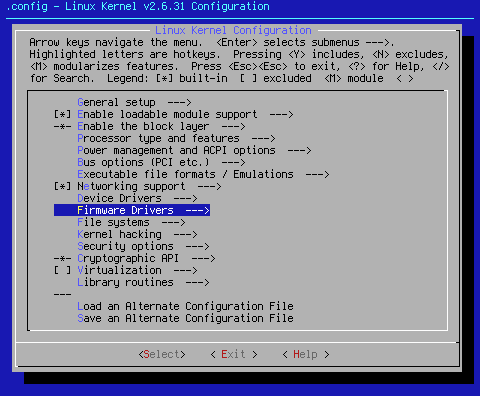 .config - Linux Kernel v2.6.31 Configuration
Linux Kernel Configuration
Arrow keys navigate the menu. <Enter> selects submenus --->.
Highlighted letters are hotkeys. Pressing <Y> includes, <N> excludes,
<M> modularizes features. Press <Esc><Esc> to exit, <?> for Help, </>
for Search. Legend: [*] built-in [ ] excluded <M> module < >
General setup --->
[*] Enable loadable module support --->
-*- Enable the block layer --->
Processor type and features --->
Power management and ACPI options --->
Bus options (PCI etc.) --->
Executable file formats / Emulations --->
[*] Networking support --->
Device Drivers --->
Firmware Drivers --->
File systems --->
Kernel hacking --->
Security options --->
-*- Cryptographic API --->
[ ] Virtualization --->
Library routines --->
---
Load an Alternate Configuration File
Save an Alternate Configuration File
<Select> < Exit > < Help >